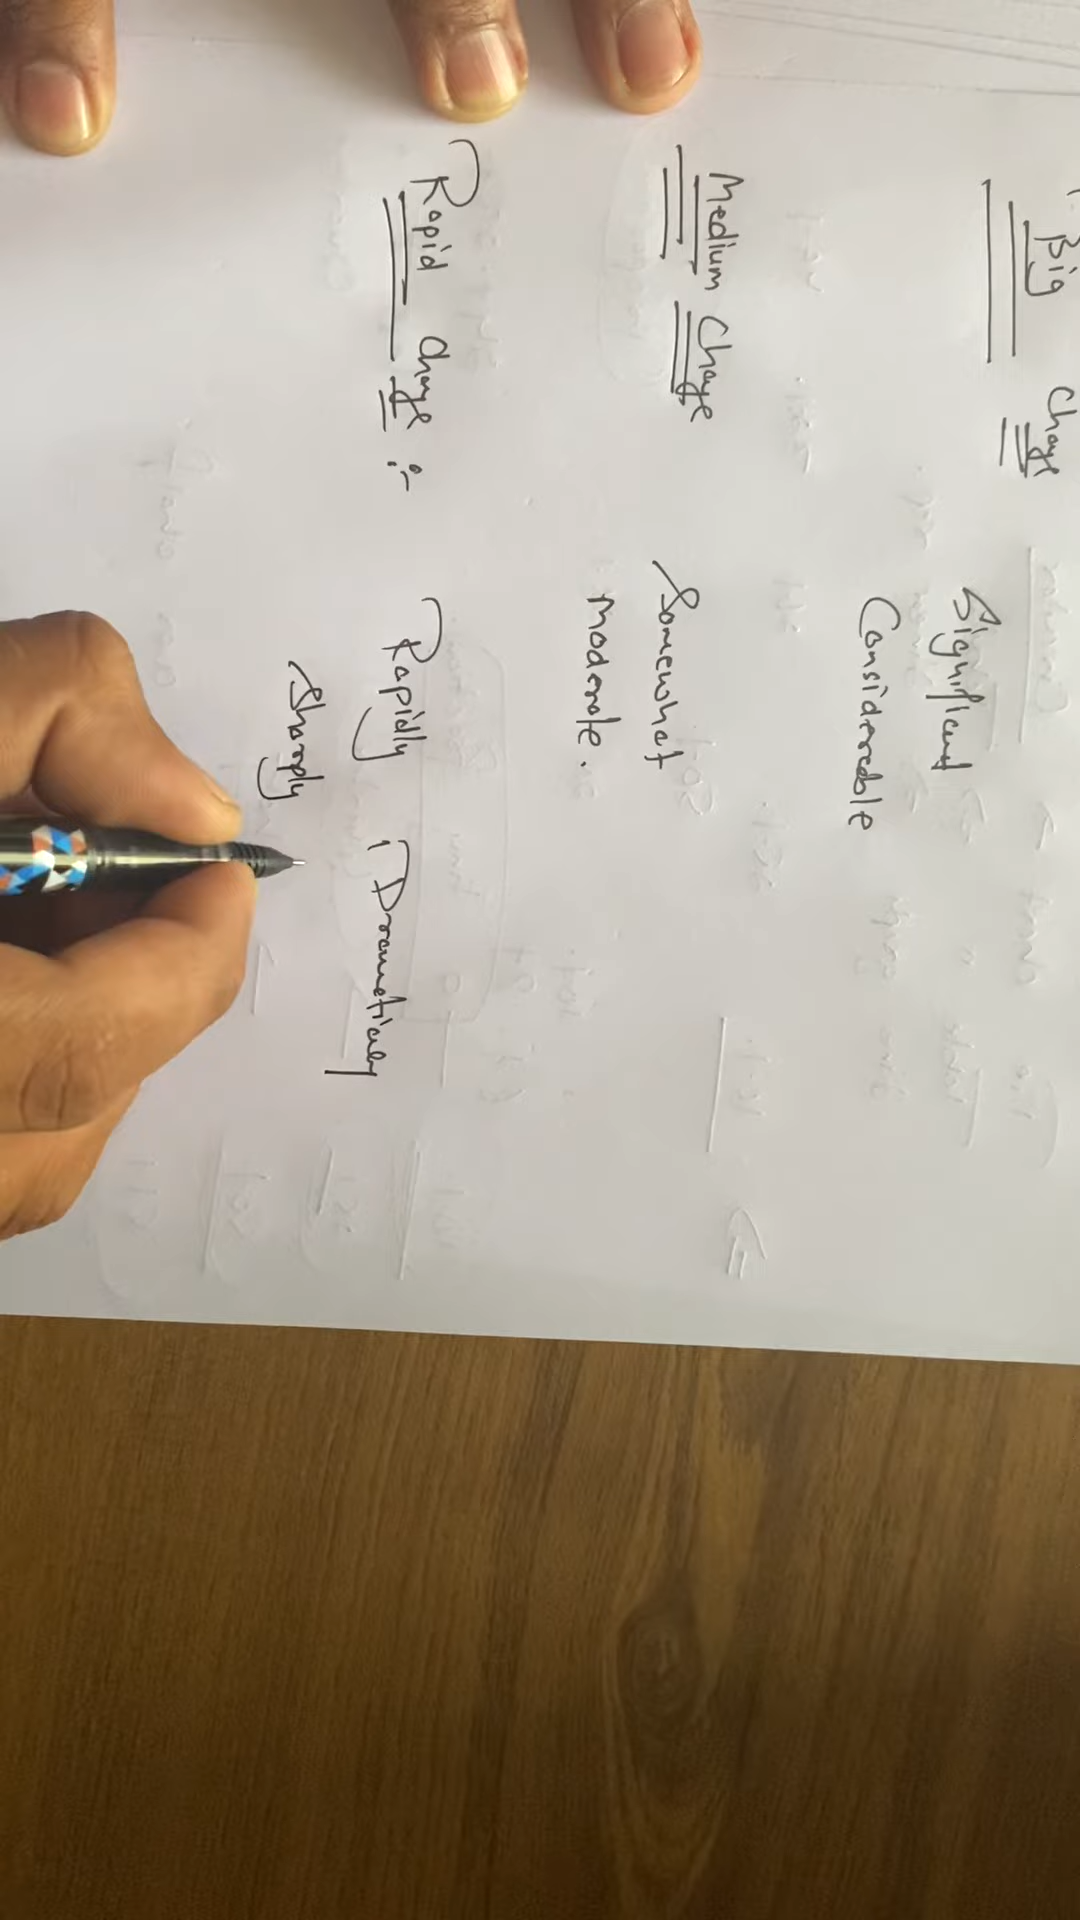 Big Change
Significant
Considerable
Medium Change
Somewhat
moderate.
Rapid Change :-
Rapidly, Dramatically
Sharply